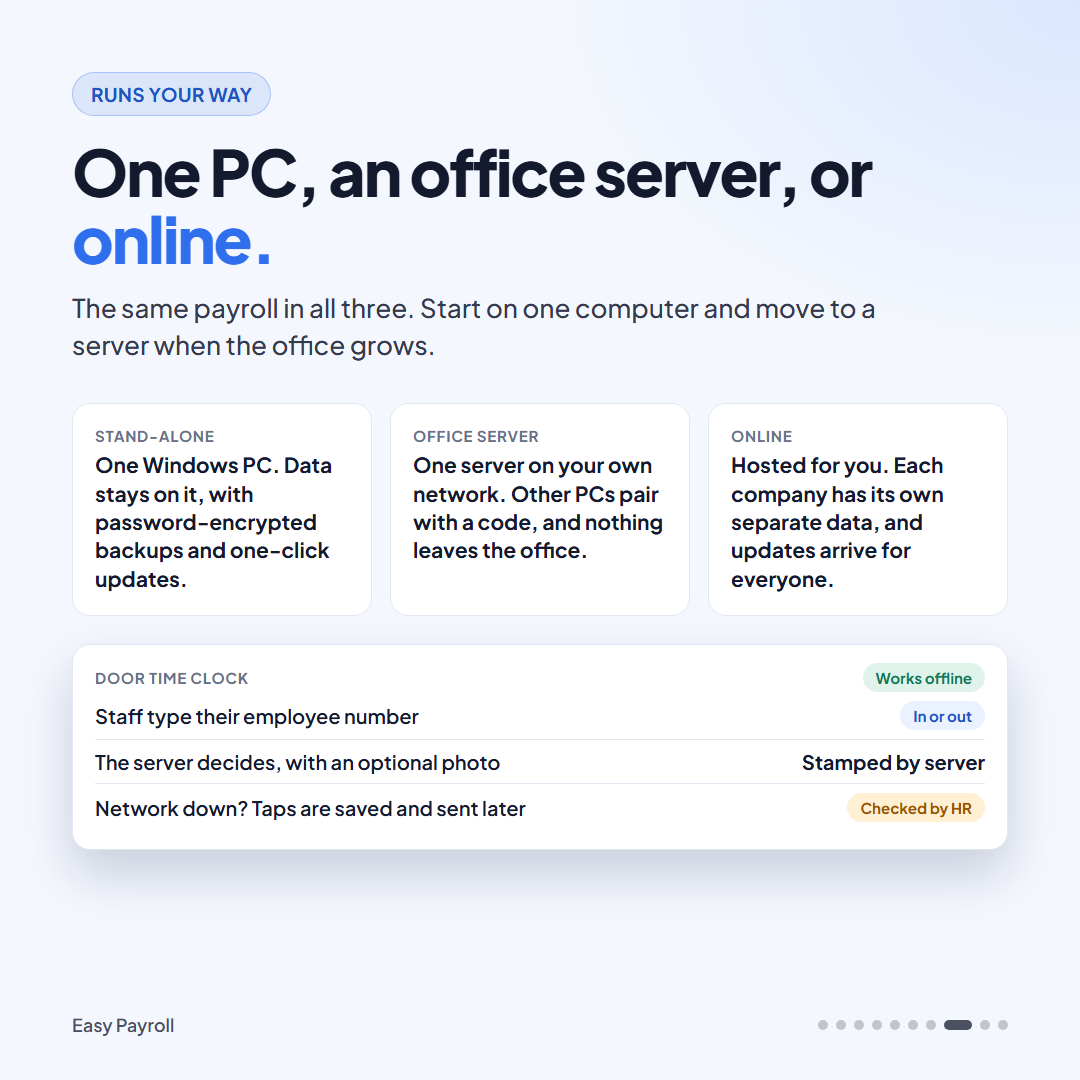 RUNS YOUR WAY
One PC, an office server, or
online.
The same payroll in all three. Start on one computer and move to a
server when the office grows.
STAND-ALONE
One Windows PC. Data
stays on it, with
password-encrypted
backups and one-click
updates.
OFFICE SERVER
One server on your own
network. Other PCs pair
with a code, and nothing
leaves the office.
ONLINE
Hosted for you. Each
company has its own
separate data, and
updates arrive for
everyone.
DOOR TIME CLOCK
Works offline
Staff type their employee number
In or out
The server decides, with an optional photo
Stamped by server
Network down? Taps are saved and sent later
Checked by HR
Easy Payroll